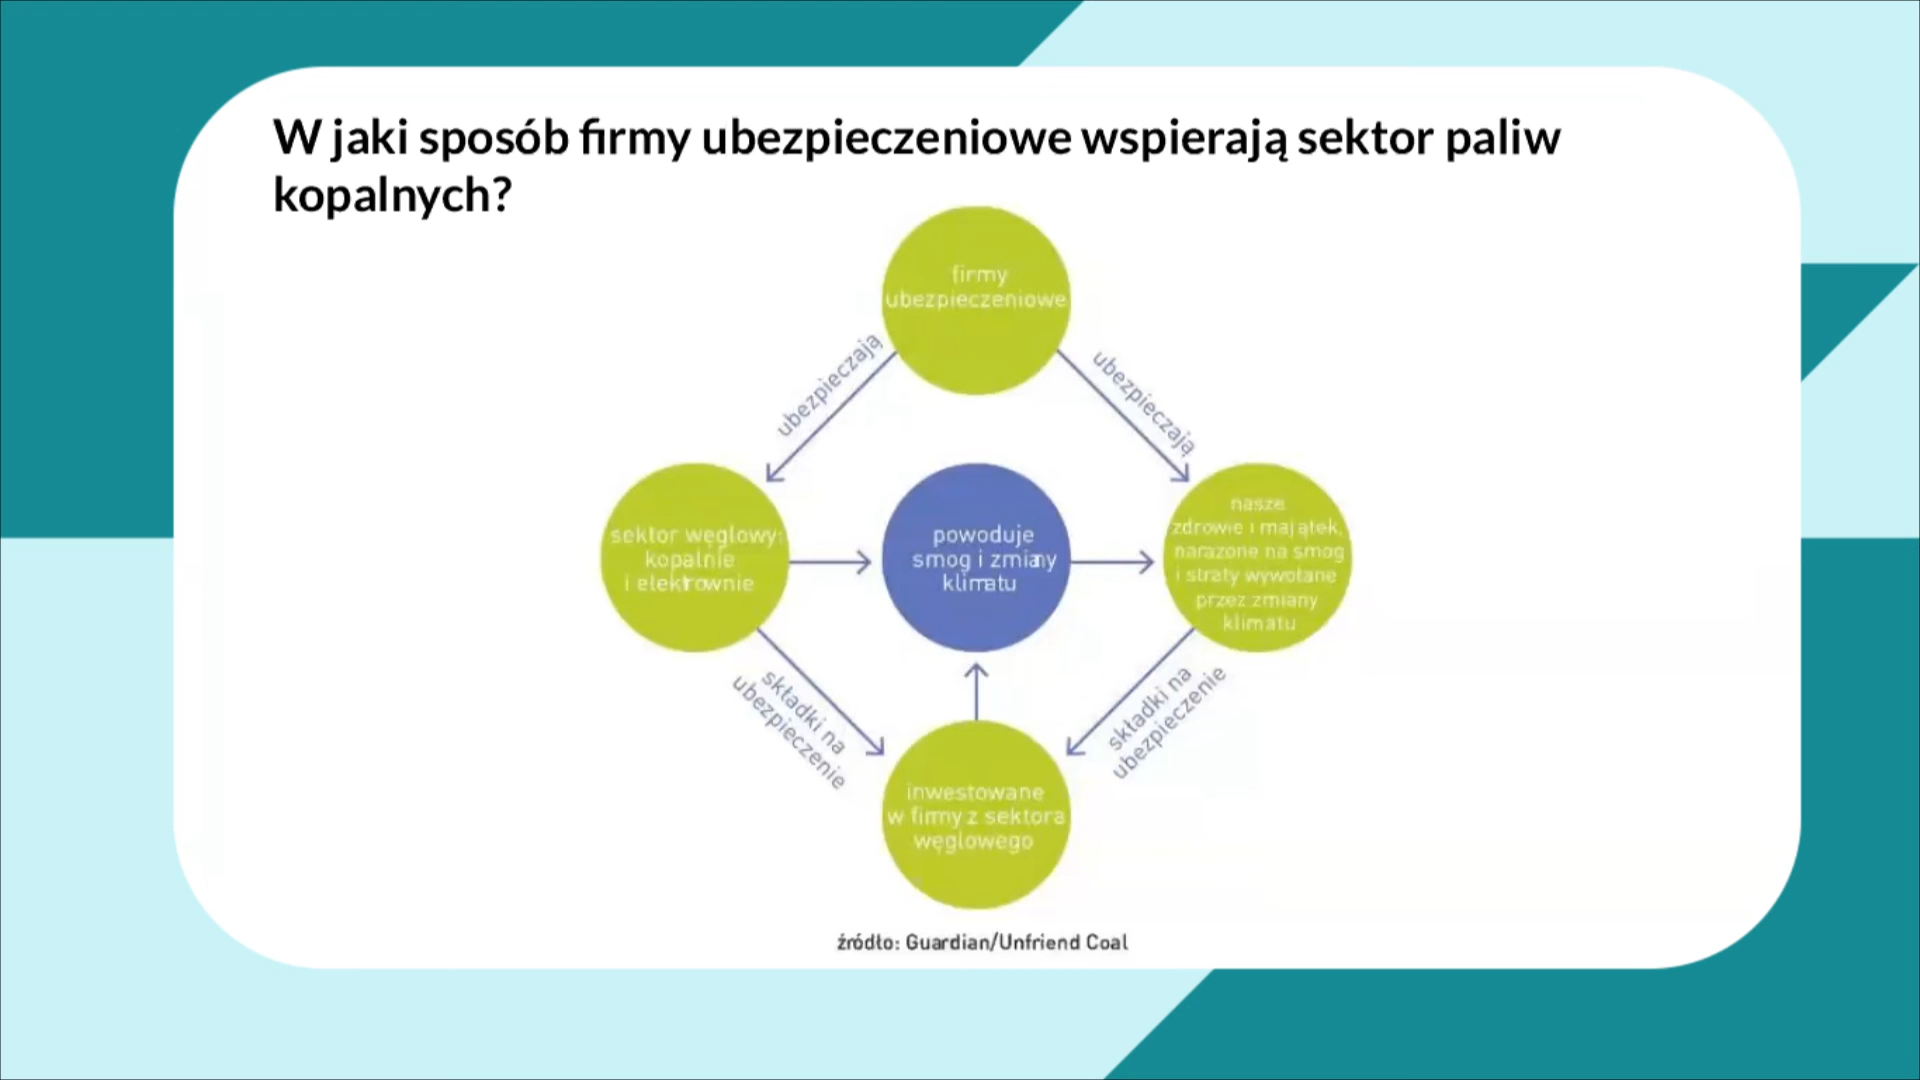 W jaki sposób firmy ubezpieczeniowe wspierają sektor paliw
kopalnych?
firmy
ubezpieczeniowe
ubezpieczają
ubezpieczają
sektor węglowy:
kopalnie
i elektrownie
powoduje
smog i zmiany
klimatu
nasze
zdrowie i majątek,
narażone na smog
i straty wywołane
przez zmiany
klimatu
składki na
ubezpieczenie
składki na
ubezpieczenie
inwestowane
w firmy z sektora
węglowego
źródło: Guardian/Unfriend Coal